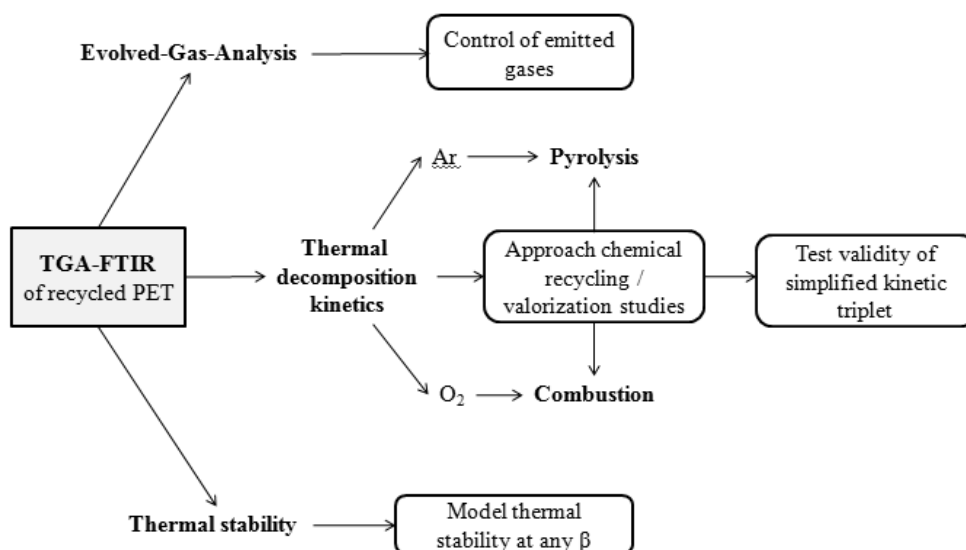 Evolved-Gas-Analysis
Control of emitted
gases
Ar
Pyrolysis
TGA-FTIR
of recycled PET
Thermal
decomposition
kinetics
Approach chemical
recycling /
valorization studies
Test validity of
simplified kinetic
triplet
O₂
Combustion
Thermal stability
Model thermal
stability at any β